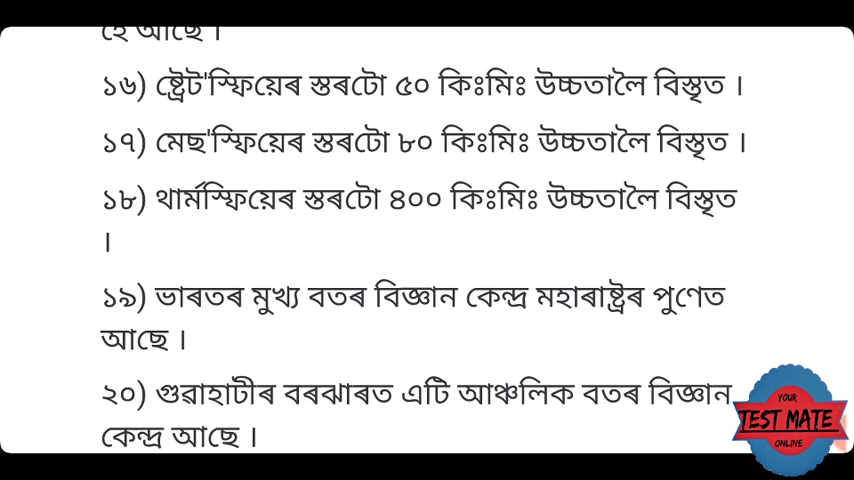 হে আছে ।
১৬) ষ্ট্ৰেট'স্ফিয়েৰ স্তৰটো ৫০ কিঃমিঃ উচ্চতালৈ বিস্তৃত ।
১৭) মেছ'স্ফিয়েৰ স্তৰটো ৮০ কিঃমিঃ উচ্চতালৈ বিস্তৃত ।
১৮) থাৰ্মস্ফিয়েৰ স্তৰটো ৪০০ কিঃমিঃ উচ্চতালৈ বিস্তৃত
।
১৯) ভাৰতৰ মুখ্য বতৰ বিজ্ঞান কেন্দ্ৰ মহাৰাষ্ট্ৰৰ পুণেত
আছে ।
২০) গুৱাহাটীৰ বৰঝাৰত এটি আঞ্চলিক বতৰ বিজ্ঞান
কেন্দ্ৰ আছে ।
YOUR
TEST MATE
ONLINE